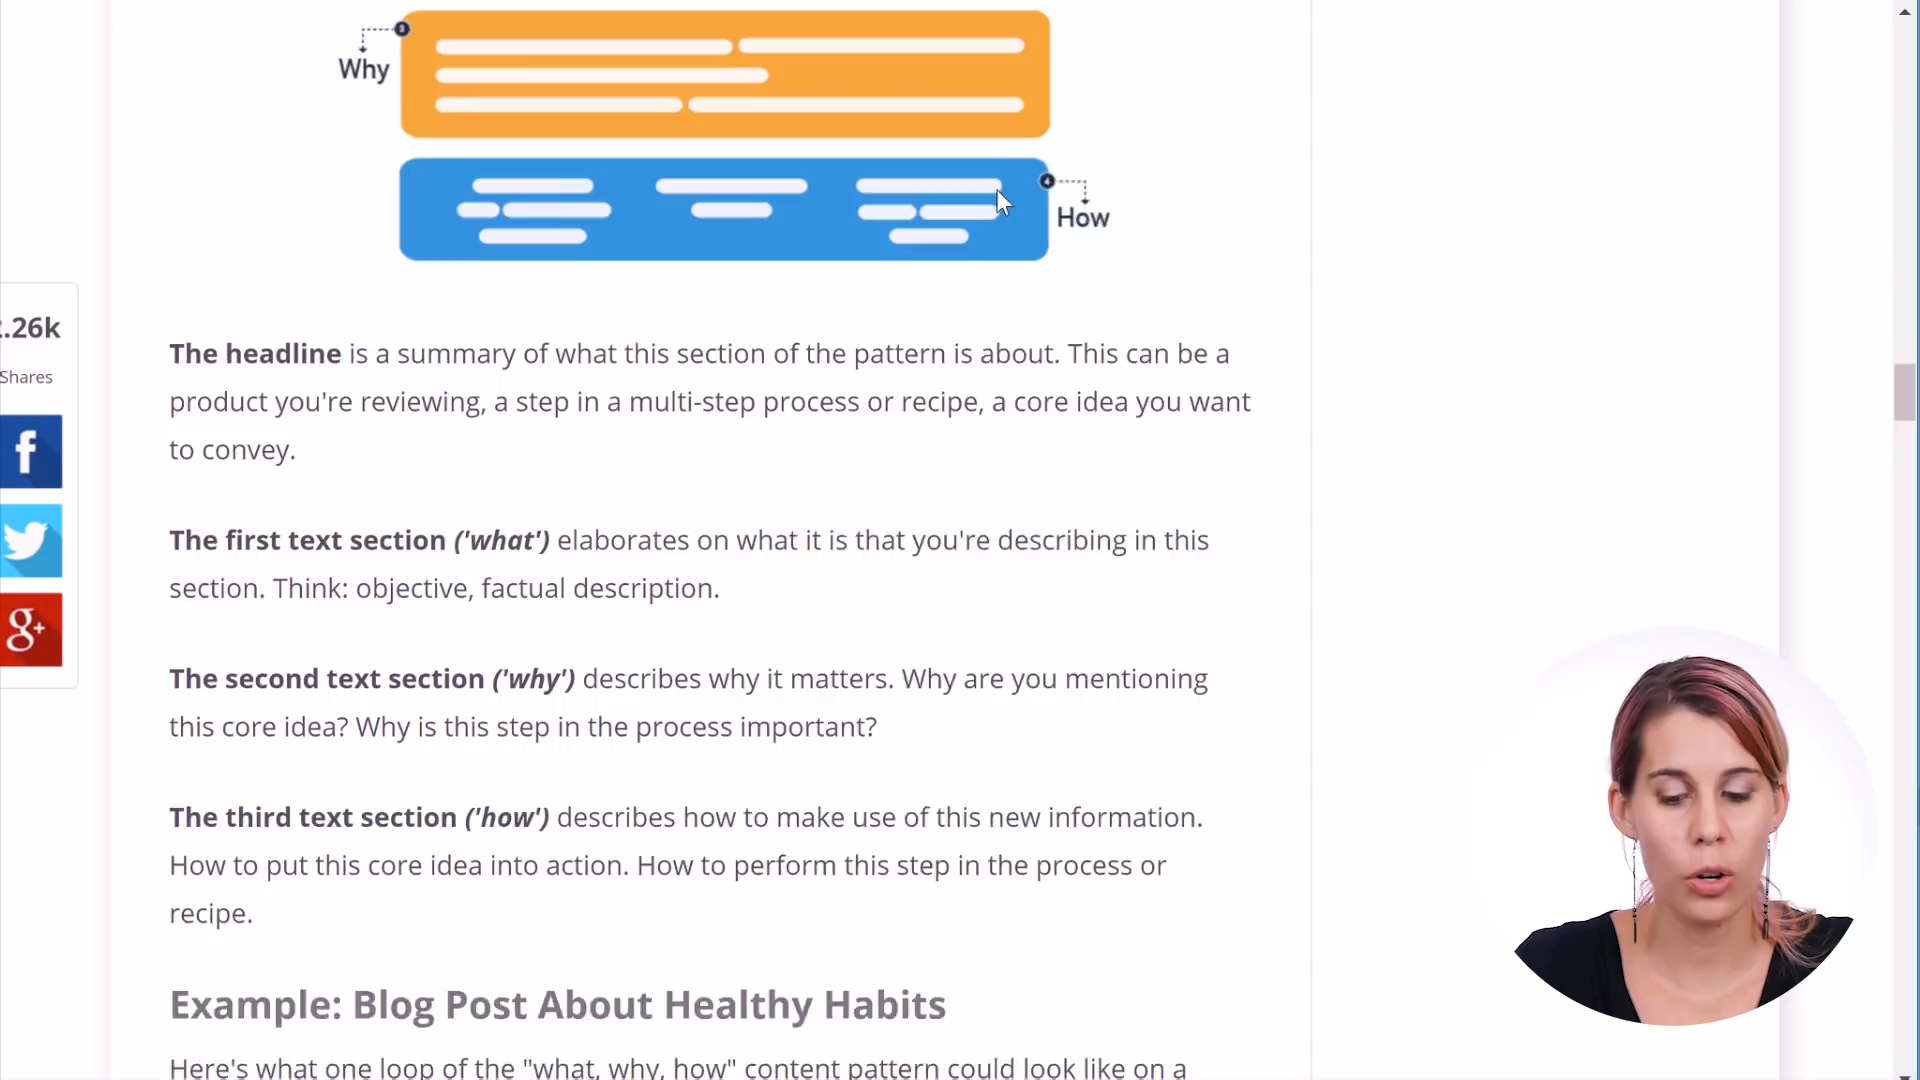 Why
How
2.26k
Shares
The headline is a summary of what this section of the pattern is about. This can be a
product you're reviewing, a step in a multi-step process or recipe, a core idea you want
to convey.
The first text section ('what') elaborates on what it is that you're describing in this
section. Think: objective, factual description.
The second text section ('why') describes why it matters. Why are you mentioning
this core idea? Why is this step in the process important?
The third text section ('how') describes how to make use of this new information.
How to put this core idea into action. How to perform this step in the process or
recipe.
Example: Blog Post About Healthy Habits
Here's what one loop of the "what, why, how" content pattern could look like on a